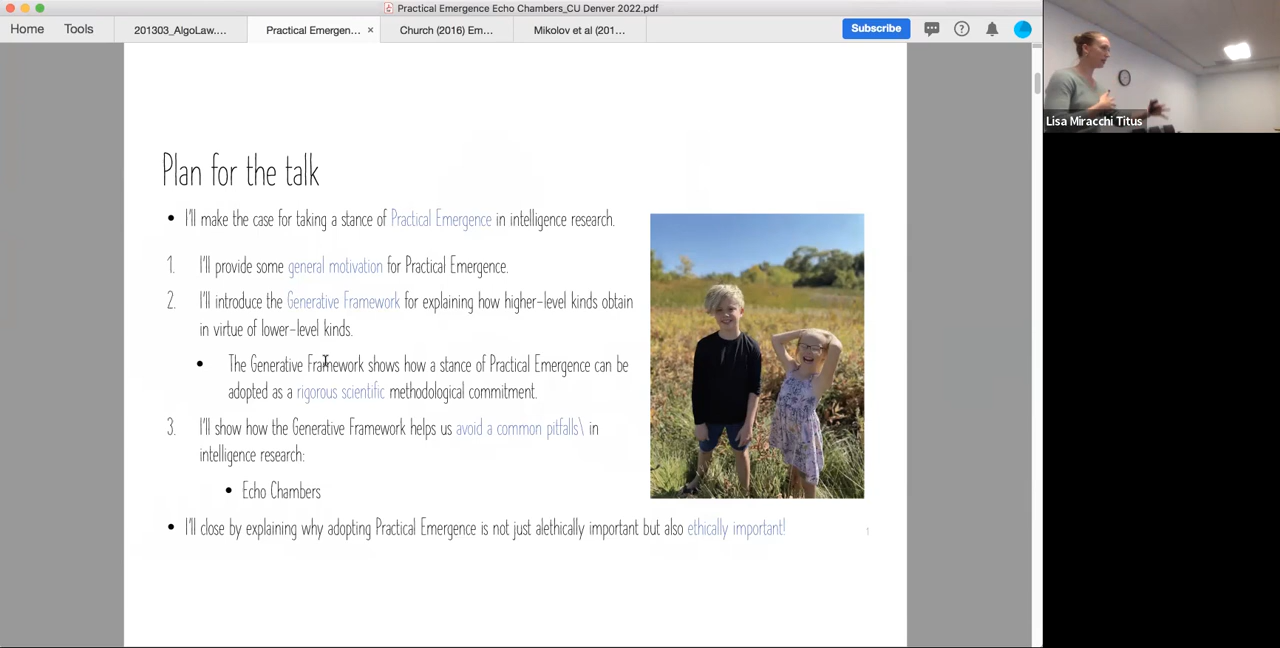 Practical Emergence Echo Chambers_CU Denver 2022.pdf
Home
Tools
201303_AlgoLaw....
Practical Emergen... ×
Church (2016) Em...
Mikolov et al (201...
Subscribe
Lisa Miracchi Titus
Plan for the talk
• I'll make the case for taking a stance of Practical Emergence in intelligence research.
1. I'll provide some general motivation for Practical Emergence.
2. I'll introduce the Generative Framework for explaining how higher-level kinds obtain
in virtue of lower-level kinds.
• The Generative Framework shows how a stance of Practical Emergence can be
adopted as a rigorous scientific methodological commitment.
3. I'll show how the Generative Framework helps us avoid a common pitfalls\ in
intelligence research:
• Echo Chambers
• I'll close by explaining why adopting Practical Emergence is not just alethically important but also ethically important!
1